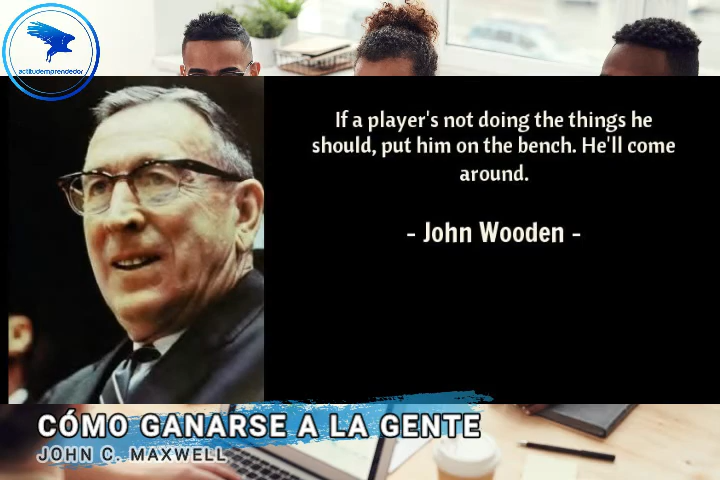 actitudemprendedor
If a player's not doing the things he
should, put him on the bench. He'll come
around.
- John Wooden -
CÓMO GANARSE A LA GENTE
JOHN C. MAXWELL